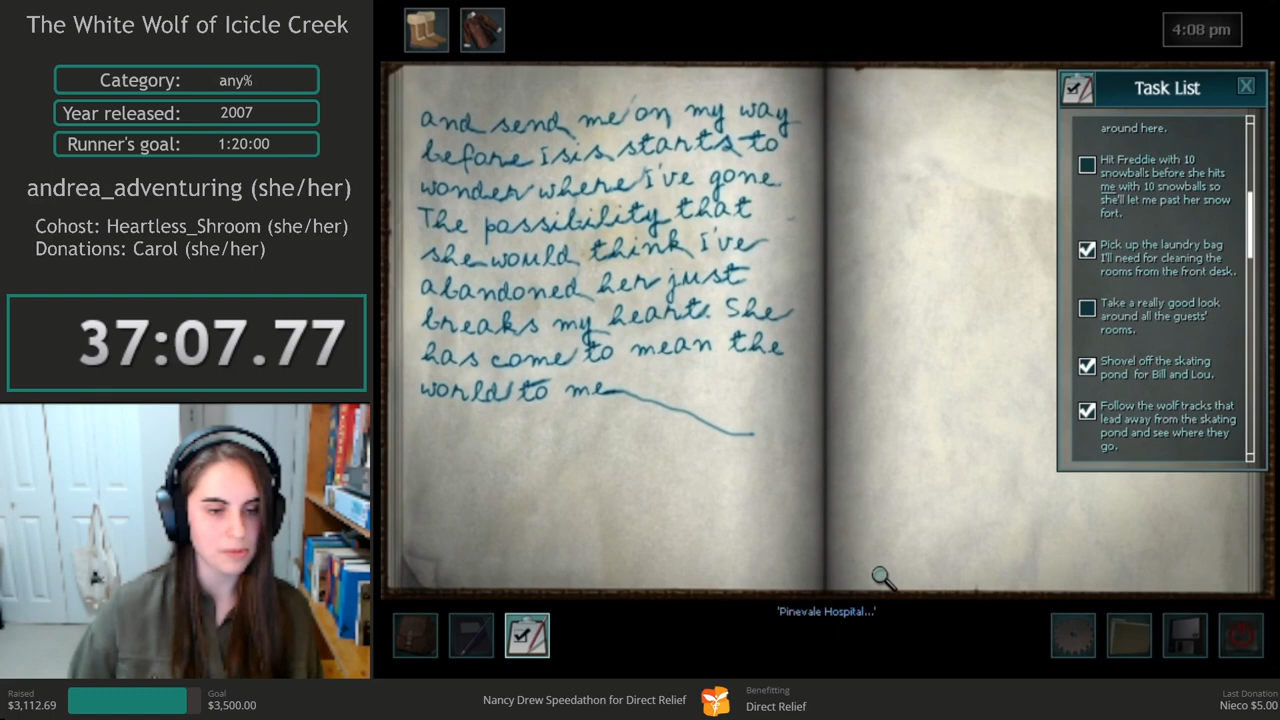 The White Wolf of Icicle Creek
Category: any%
Year released: 2007
Runner's goal: 1:20:00
andrea_adventuring (she/her)
Cohost: Heartless_Shroom (she/her)
Donations: Carol (she/her)
37:07.77
4:08 pm
and send me on my way
before Isis starts to
wonder where I've gone.
The possibility that
she would think I've
abandoned her just
breaks my heart. She
has come to mean the
world to me
Task List
around here.
Hit Freddie with 10
snowballs before she hits
me with 10 snowballs so
she'll let me past her snow
fort.
Pick up the laundry bag
I'll need for cleaning the
rooms from the front desk.
Take a really good look
around all the guests'
rooms.
Shovel off the skating
pond for Bill and Lou.
Follow the wolf tracks that
lead away from the skating
pond and see where they
go.
'Pinevale Hospital...'
Raised
$3,112.69
Goal
$3,500.00
Nancy Drew Speedathon for Direct Relief
Benefitting
Direct Relief
Last Donation
Nieco $5.00